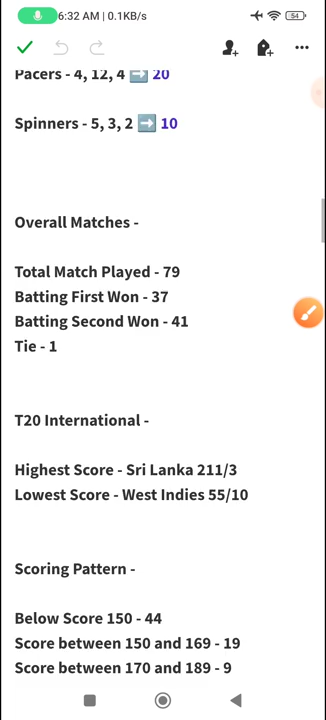 6:32 AM | 0.1KB/s
54
Pacers - 4, 12, 4 ➡️ 20
Spinners - 5, 3, 2 ➡️ 10
Overall Matches -
Total Match Played - 79
Batting First Won - 37
Batting Second Won - 41
Tie - 1
T20 International -
Highest Score - Sri Lanka 211/3
Lowest Score - West Indies 55/10
Scoring Pattern -
Below Score 150 - 44
Score between 150 and 169 - 19
Score between 170 and 189 - 9